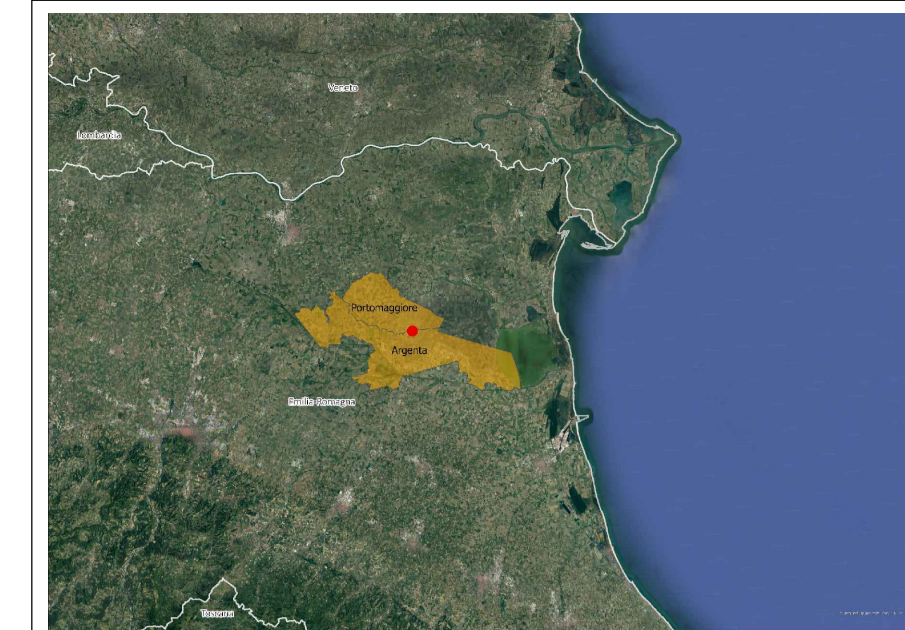 Veneto
Lombardia
Portomaggiore
Argenta
Emilia Romagna
Toscana